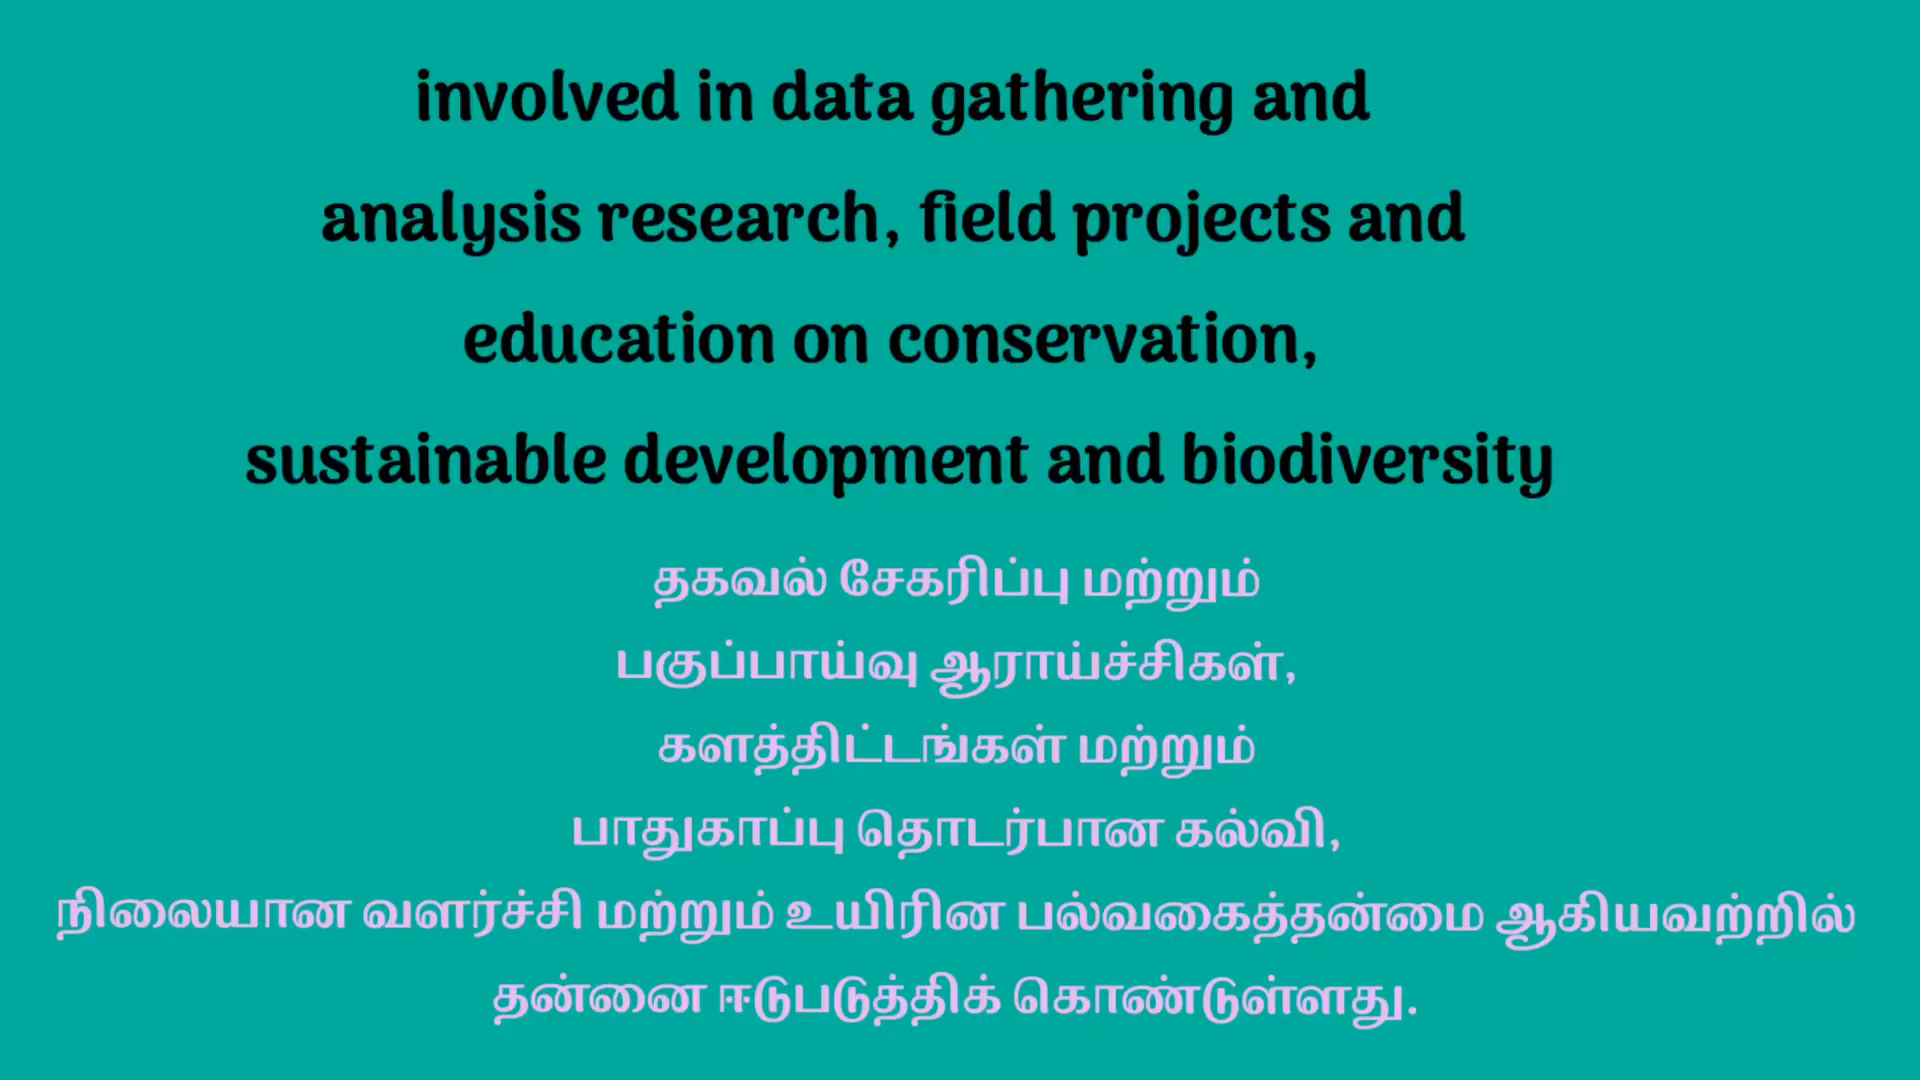 involved in data gathering and
analysis research, field projects and
education on conservation,
sustainable development and biodiversity
தகவல் சேகரிப்பு மற்றும்
பகுப்பாய்வு ஆராய்ச்சிகள்,
களத்திட்டங்கள் மற்றும்
பாதுகாப்பு தொடர்பான கல்வி,
நிலையான வளர்ச்சி மற்றும் உயிரின பல்வகைத்தன்மை ஆகியவற்றில்
தன்னை ஈடுபடுத்திக் கொண்டுள்ளது.